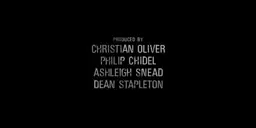 PRODUCED BY
CHRISTIAN OLIVER
PHILIP CHIDEL
ASHLEIGH SNEAD
DEAN STAPLETON